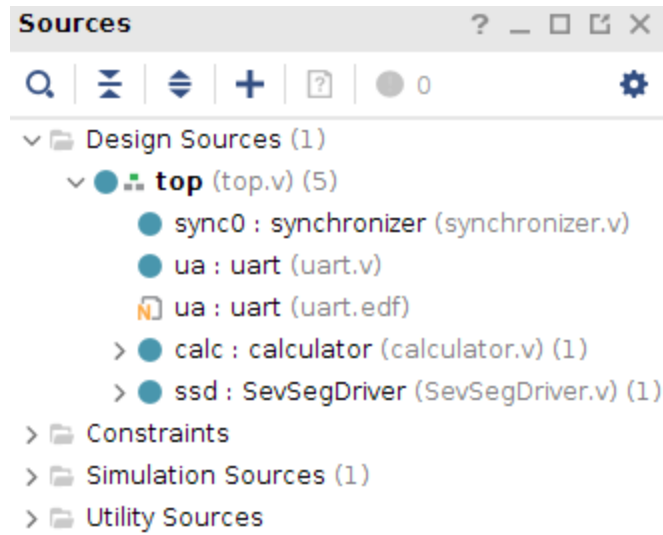 Sources
0
Design Sources (1)
top (top.v) (5)
sync0 : synchronizer (synchronizer.v)
ua : uart (uart.v)
ua : uart (uart.edf)
calc : calculator (calculator.v) (1)
ssd : SevSegDriver (SevSegDriver.v) (1)
Constraints
Simulation Sources (1)
Utility Sources